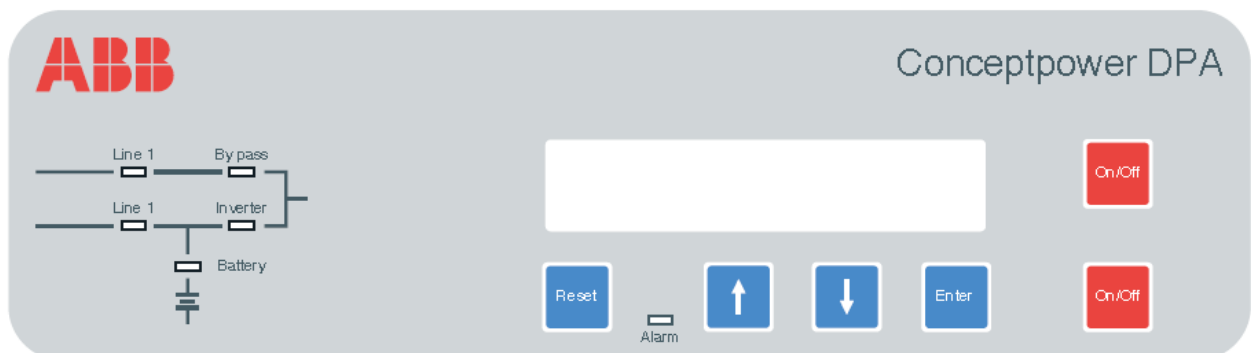 ABB
Conceptpower DPA
Line 1
By pass
Line 1
Inverter
Battery
On/Off
Reset
Alarm
Enter
On/Off